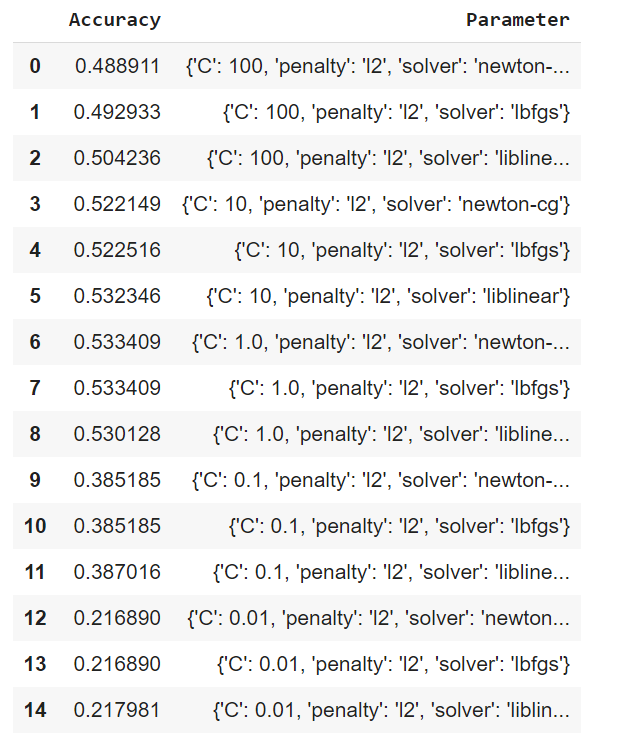 Accuracy Parameter
0 0.488911 {'C': 100, 'penalty': 'l2', 'solver': 'newton-...
1 0.492933 {'C': 100, 'penalty': 'l2', 'solver': 'lbfgs'}
2 0.504236 {'C': 100, 'penalty': 'l2', 'solver': 'libline...
3 0.522149 {'C': 10, 'penalty': 'l2', 'solver': 'newton-cg'}
4 0.522516 {'C': 10, 'penalty': 'l2', 'solver': 'lbfgs'}
5 0.532346 {'C': 10, 'penalty': 'l2', 'solver': 'liblinear'}
6 0.533409 {'C': 1.0, 'penalty': 'l2', 'solver': 'newton-...
7 0.533409 {'C': 1.0, 'penalty': 'l2', 'solver': 'lbfgs'}
8 0.530128 {'C': 1.0, 'penalty': 'l2', 'solver': 'libline...
9 0.385185 {'C': 0.1, 'penalty': 'l2', 'solver': 'newton-...
10 0.385185 {'C': 0.1, 'penalty': 'l2', 'solver': 'lbfgs'}
11 0.387016 {'C': 0.1, 'penalty': 'l2', 'solver': 'libline...
12 0.216890 {'C': 0.01, 'penalty': 'l2', 'solver': 'newton...
13 0.216890 {'C': 0.01, 'penalty': 'l2', 'solver': 'lbfgs'}
14 0.217981 {'C': 0.01, 'penalty': 'l2', 'solver': 'liblin...